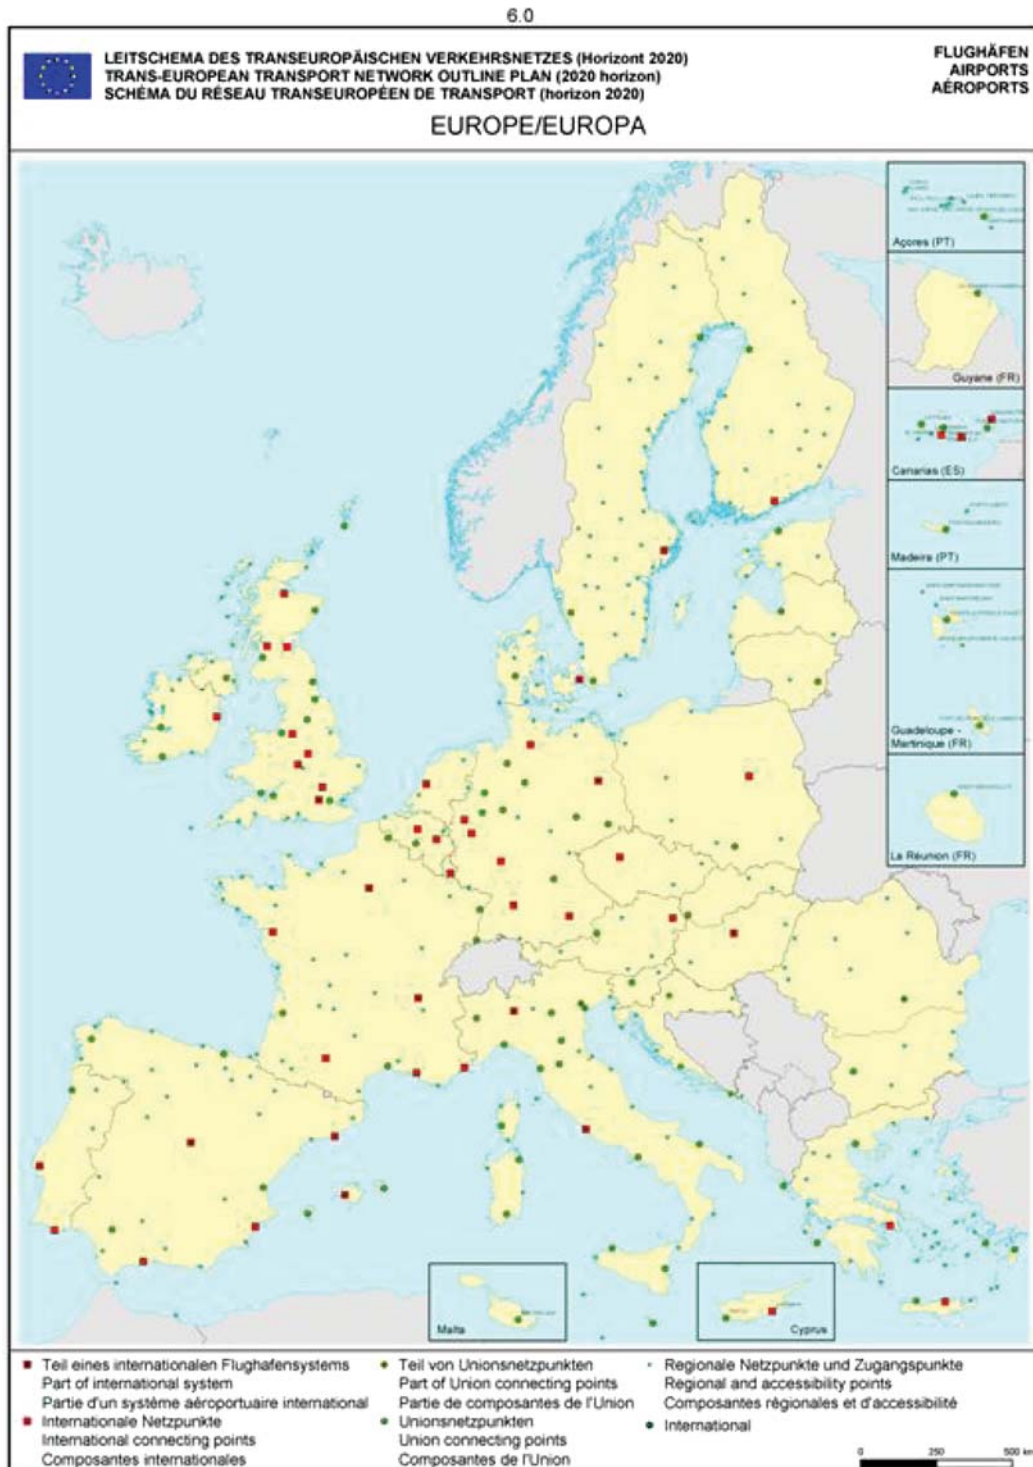 6.0
LEITSCHEMA DES TRANSEUROPÄISCHEN VERKEHRSNETZES (Horizont 2020)
TRANS-EUROPEAN TRANSPORT NETWORK OUTLINE PLAN (2020 horizon)
SCHÉMA DU RÉSEAU TRANSEUROPÉEN DE TRANSPORT (horizon 2020)
FLUGHÄFEN
AIRPORTS
AÉROPORTS
EUROPE/EUROPA
Açores (PT)
Guyane (FR)
Canarias (ES)
Madeira (PT)
Guadeloupe -
Martinique (FR)
La Réunion (FR)
Malta
Cyprus
Teil eines internationalen Flughafensystems
Part of international system
Partie d'un système aéroportuaire international
Internationale Netzpunkte
International connecting points
Composantes internationales
Teil von Unionsnetzpunkten
Part of Union connecting points
Partie de composantes de l'Union
Unionsnetzpunkten
Union connecting points
Composantes de l'Union
Regionale Netzpunkte und Zugangspunkte
Regional and accessibility points
Composantes régionales et d'accessibilité
International
0 250 500 km